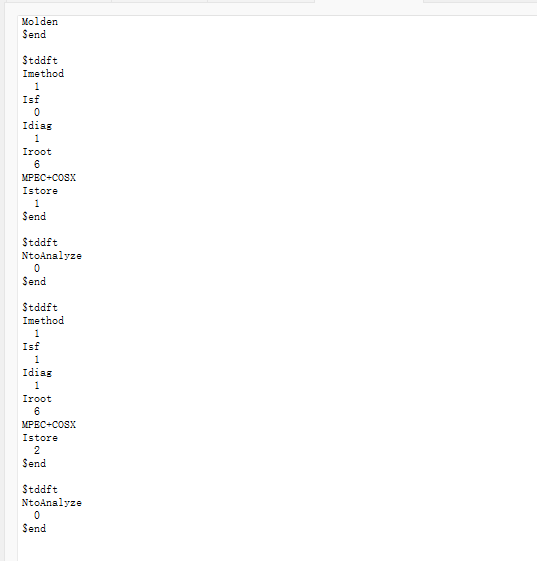 Molden
$end
$tddft
Imethod
1
Isf
0
Idiag
1
Iroot
6
MPEC+COSX
Istore
1
$end
$tddft
NtoAnalyze
0
$end
$tddft
Imethod
1
Isf
1
Idiag
1
Iroot
6
MPEC+COSX
Istore
2
$end
$tddft
NtoAnalyze
0
$end